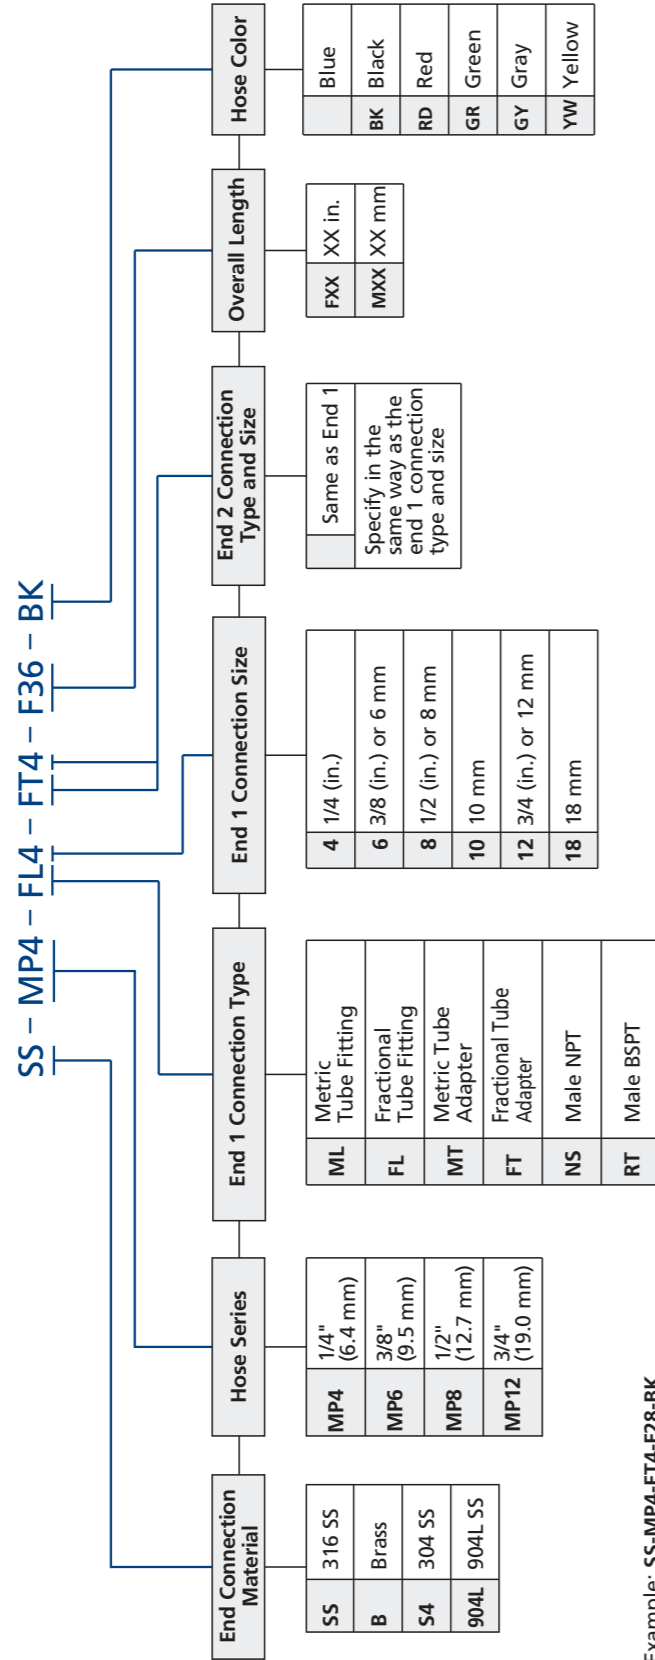 SS – MP4 – FL4 – FT4 – F36 – BK
End Connection
Material
SS 316 SS
B Brass
S4 304 SS
904L 904L SS
Hose Series
MP4 1/4"
(6.4 mm)
MP6 3/8"
(9.5 mm)
MP8 1/2"
(12.7 mm)
MP12 3/4"
(19.0 mm)
End 1 Connection Type
ML Metric
Tube Fitting
FL Fractional
Tube Fitting
MT Metric Tube
Adapter
FT Fractional Tube
Adapter
NS Male NPT
RT Male BSPT
End 1 Connection Size
4 1/4 (in.)
6 3/8 (in.) or 6 mm
8 1/2 (in.) or 8 mm
10 10 mm
12 3/4 (in.) or 12 mm
18 18 mm
End 2 Connection
Type and Size
Same as End 1
Specify in the
same way as the
end 1 connection
type and size
Overall Length
FXX XX in.
MXX XX mm
Hose Color
Blue
BK Black
RD Red
GR Green
GY Gray
YW Yellow
Example: SS-MP4-FT4-F28-BK